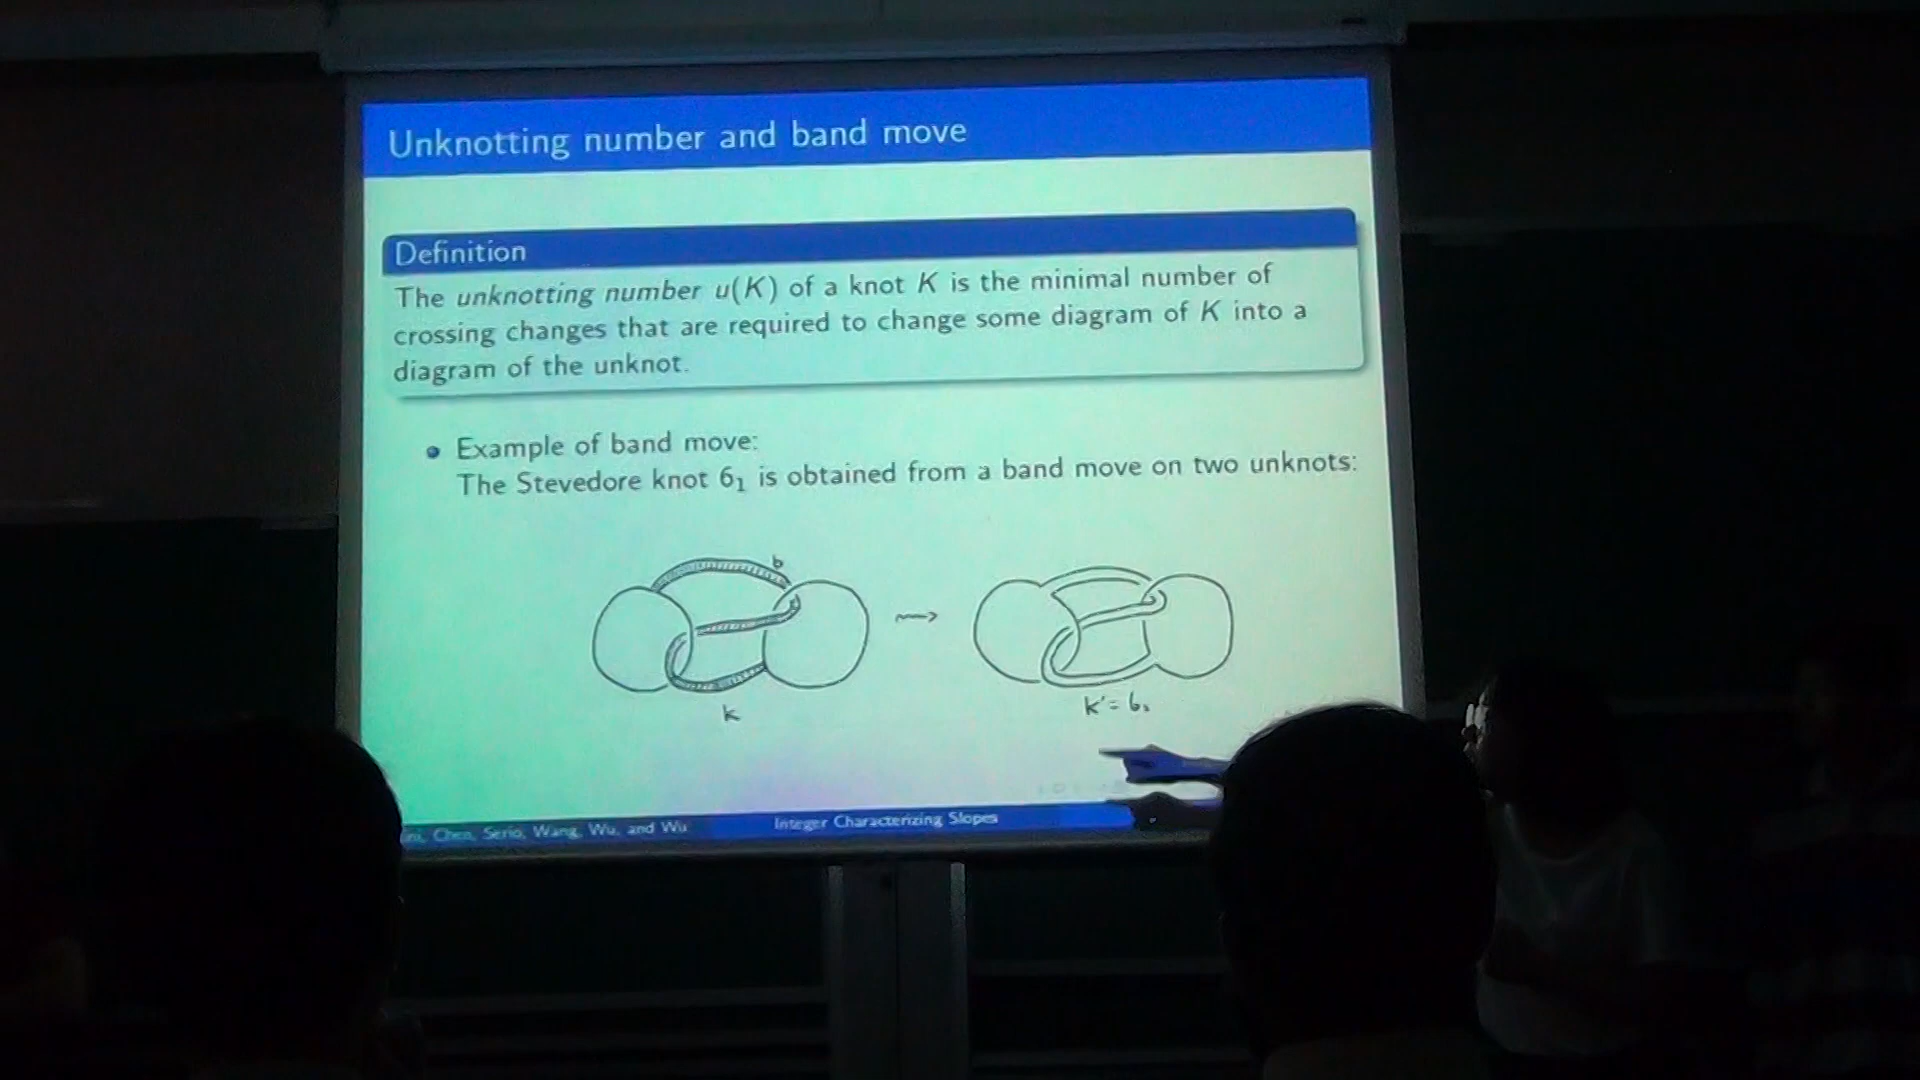 Unknotting number and band move
Definition
The unknotting number u(K) of a knot K is the minimal number of
crossing changes that are required to change some diagram of K into a
diagram of the unknot.
Example of band move:
The Stevedore knot 6₁ is obtained from a band move on two unknots:
b
k
k' = 6₁
Chen, Serio, Wang, Wu, and Wu
Integer Characterizing Slopes